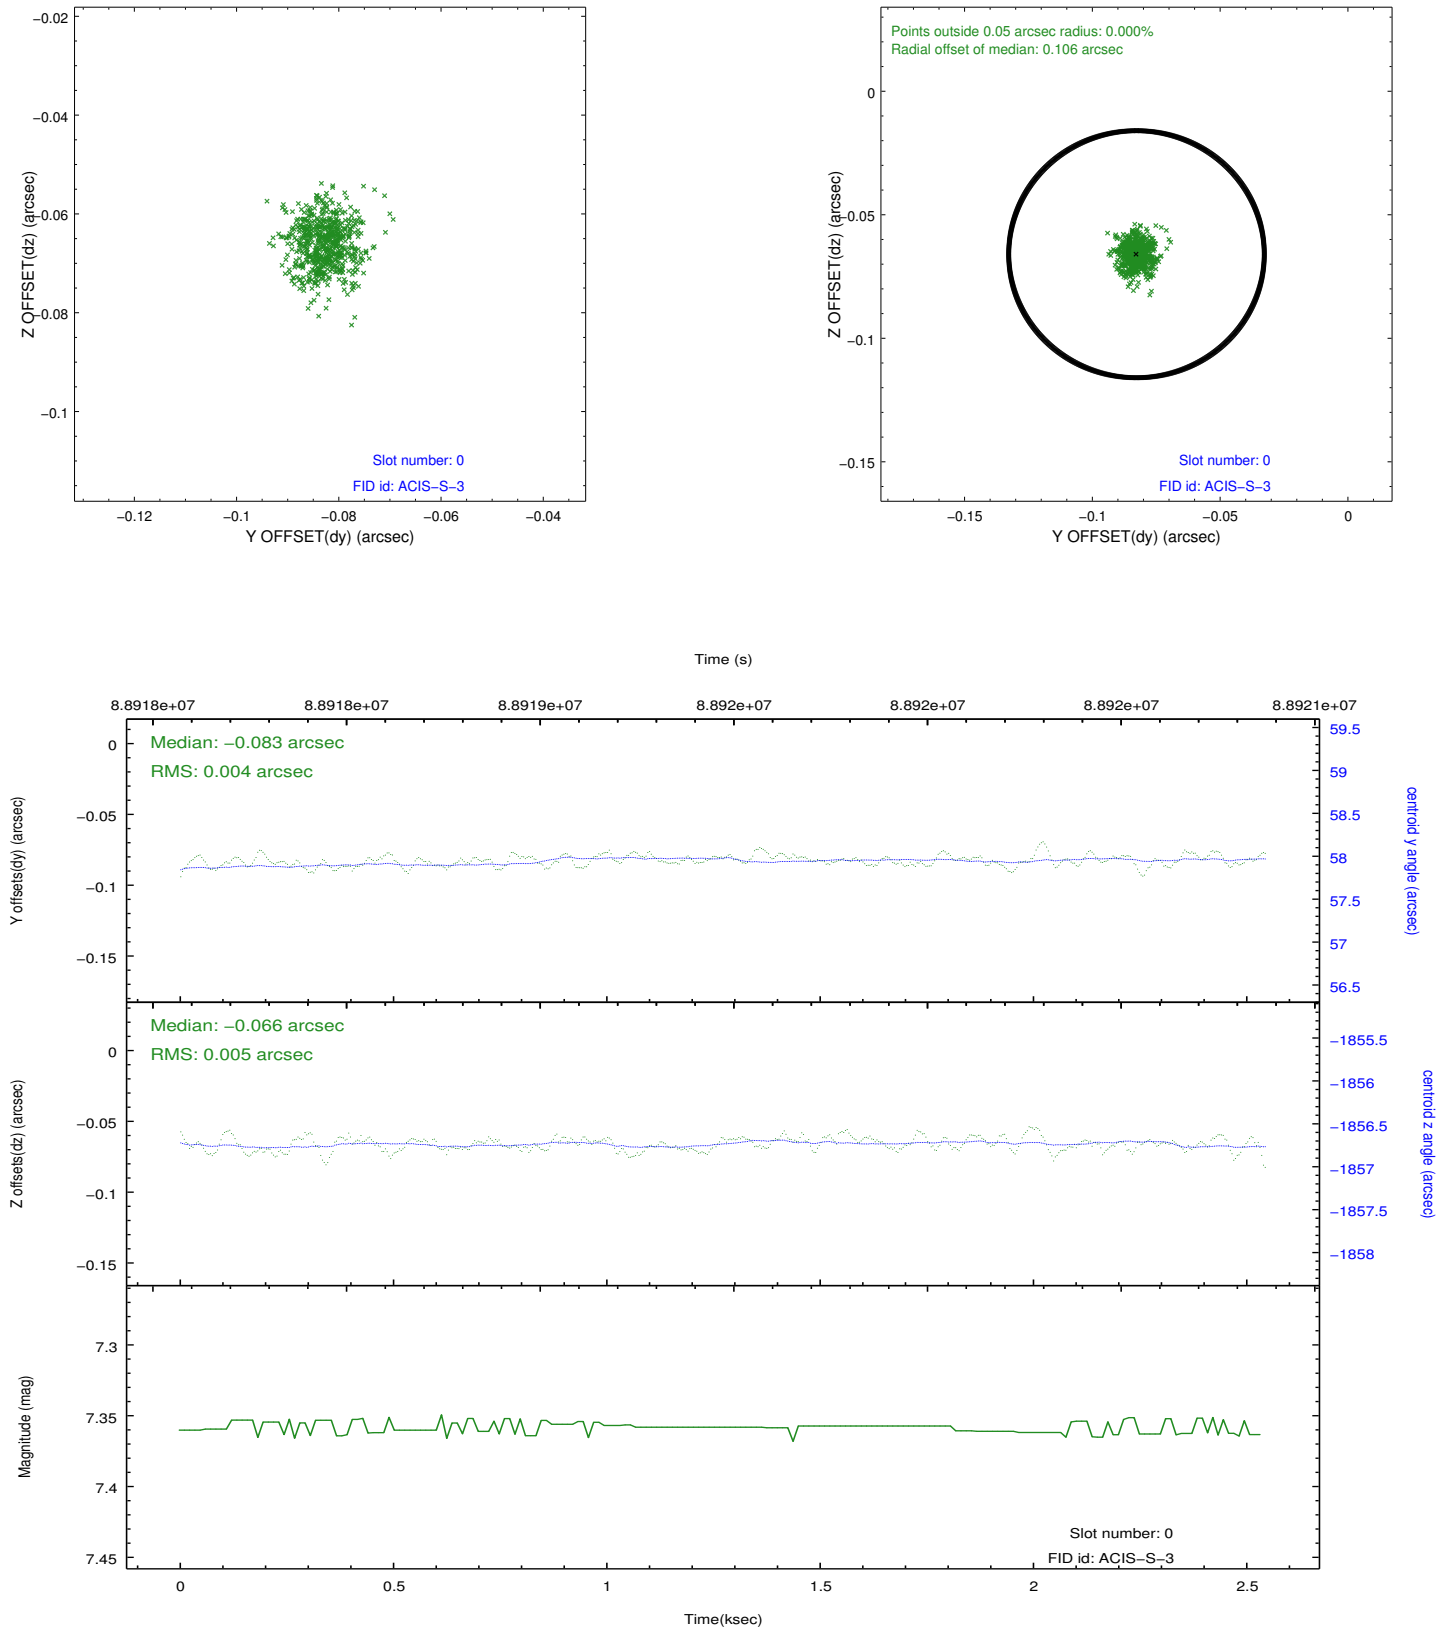 −0.02
−0.04
−0.06
−0.08
−0.1
Z OFFSET(dz) (arcsec)
Slot number: 0
FID id: ACIS−S−3
−0.12
−0.1
−0.08
−0.06
−0.04
Y OFFSET(dy) (arcsec)
Points outside 0.05 arcsec radius: 0.000%
Radial offset of median: 0.106 arcsec
0
−0.05
−0.1
−0.15
Z OFFSET(dz) (arcsec)
Slot number: 0
FID id: ACIS−S−3
−0.15
−0.1
−0.05
0
Y OFFSET(dy) (arcsec)
Time (s)
8.8918e+07
8.8918e+07
8.8919e+07
8.892e+07
8.892e+07
8.892e+07
8.8921e+07
Median: −0.083 arcsec
RMS: 0.004 arcsec
0
−0.05
−0.1
−0.15
Y offsets(dy) (arcsec)
59.5
59
58.5
58
57.5
57
56.5
centroid y angle (arcsec)
Median: −0.066 arcsec
RMS: 0.005 arcsec
0
−0.05
−0.1
−0.15
Z offsets(dz) (arcsec)
−1855.5
−1856
−1856.5
−1857
−1857.5
−1858
centroid z angle (arcsec)
7.3
7.35
7.4
7.45
Magnitude (mag)
Slot number: 0
FID id: ACIS−S−3
0
0.5
1
1.5
2
2.5
Time(ksec)